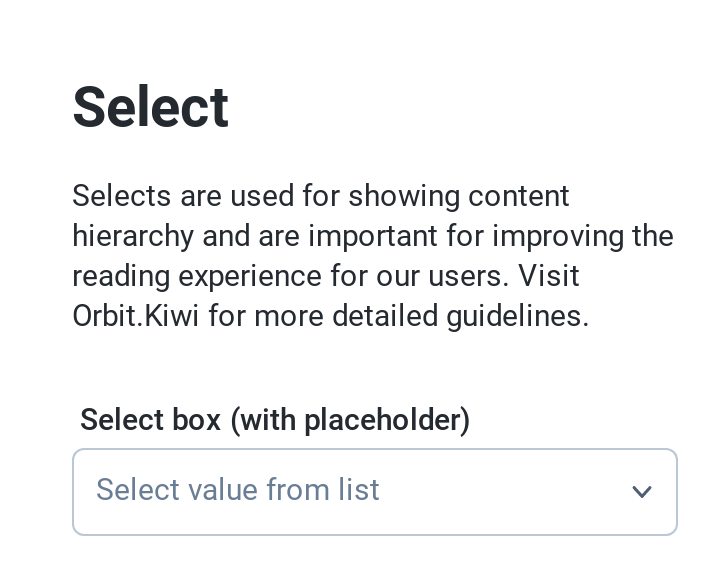 Select
Selects are used for showing content
hierarchy and are important for improving the
reading experience for our users. Visit
Orbit.Kiwi for more detailed guidelines.
Select box (with placeholder)
Select value from list